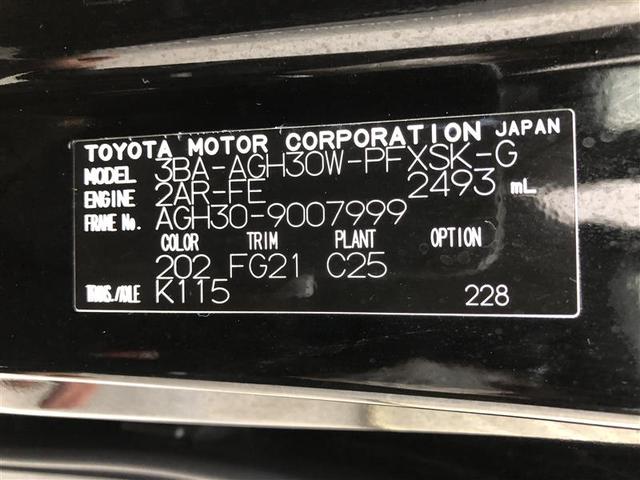 TOYOTA MOTOR CORPORATION JAPAN
MODEL 3BA-AGH30W-PFXSK-G
ENGINE 2AR-FE 2493 mL
FRAME No. AGH30-9007999
COLOR TRIM PLANT OPTION
202 FG21 C25
TRANS./AXLE K115 228